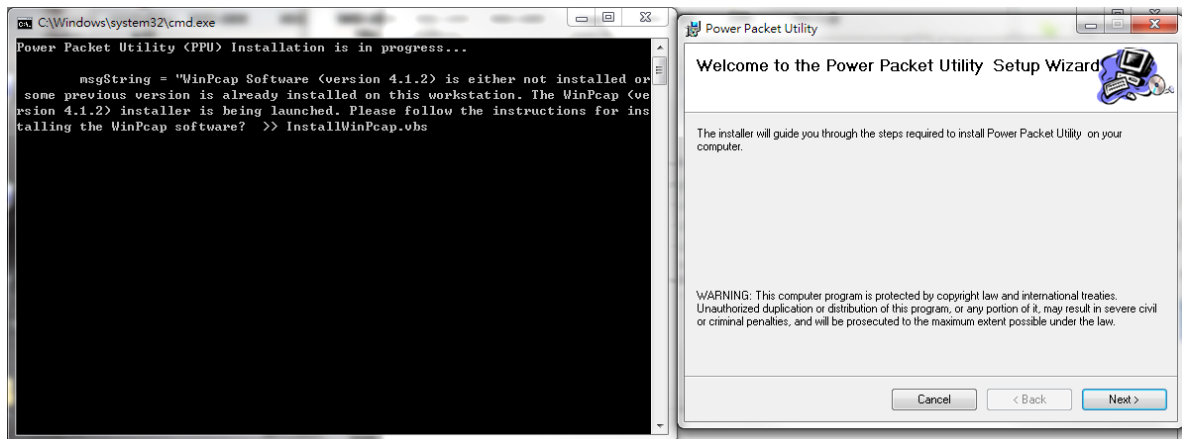 C:\Windows\system32\cmd.exe
Power Packet Utility (PPU) Installation is in progress...
msgString = "WinPcap Software (version 4.1.2) is either not installed or
some previous version is already installed on this workstation. The WinPcap (ve
rsion 4.1.2) installer is being launched. Please follow the instructions for ins
talling the WinPcap software?  >> InstallWinPcap.vbs
Power Packet Utility
Welcome to the Power Packet Utility Setup Wizard
The installer will guide you through the steps required to install Power Packet Utility on your
computer.
WARNING: This computer program is protected by copyright law and international treaties.
Unauthorized duplication or distribution of this program, or any portion of it, may result in severe civil
or criminal penalties, and will be prosecuted to the maximum extent possible under the law.
Cancel
< Back
Next >